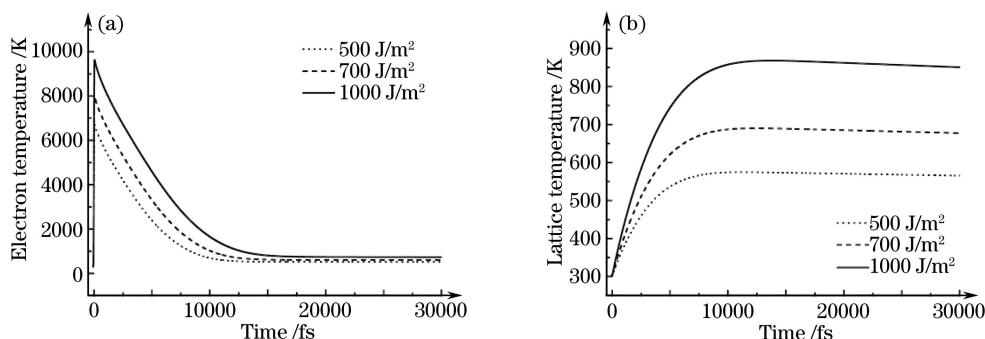 (a)
500 J/m²
700 J/m²
1000 J/m²
Electron temperature /K
10000
8000
6000
4000
2000
0
0 10000 20000 30000
Time /fs
(b)
Lattice temperature /K
900
800
700
600
500
400
300
500 J/m²
700 J/m²
1000 J/m²
0 10000 20000 30000
Time /fs